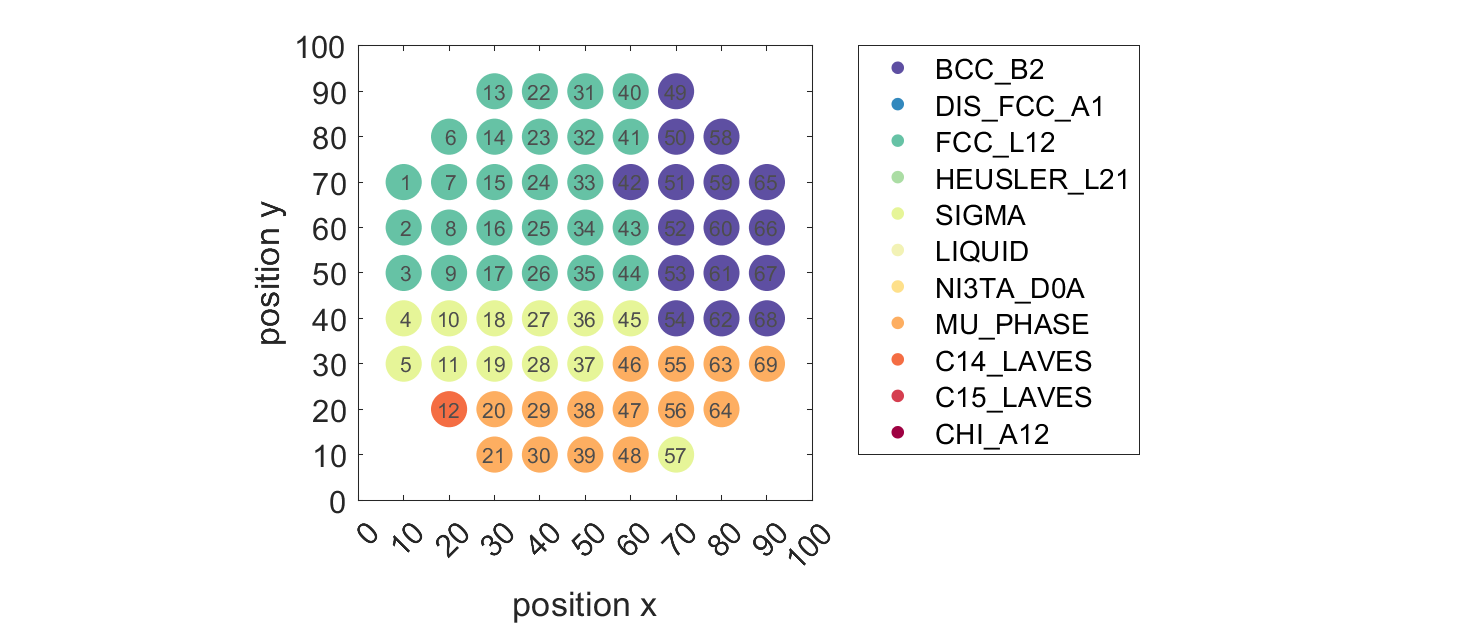 100
90 13 22 31 40 49
80 6 14 23 32 41 50 58
70 1 7 15 24 33 42 51 59 65
60 2 8 16 25 34 43 52 60 66
50 3 9 17 26 35 44 53 61 67
40 4 10 18 27 36 45 54 62 68
30 5 11 19 28 37 46 55 63 69
20 12 20 29 38 47 56 64
10 21 30 39 48 57
0
position y
0 10 20 30 40 50 60 70 80 90 100
position x
BCC_B2
DIS_FCC_A1
FCC_L12
HEUSLER_L21
SIGMA
LIQUID
NI3TA_D0A
MU_PHASE
C14_LAVES
C15_LAVES
CHI_A12